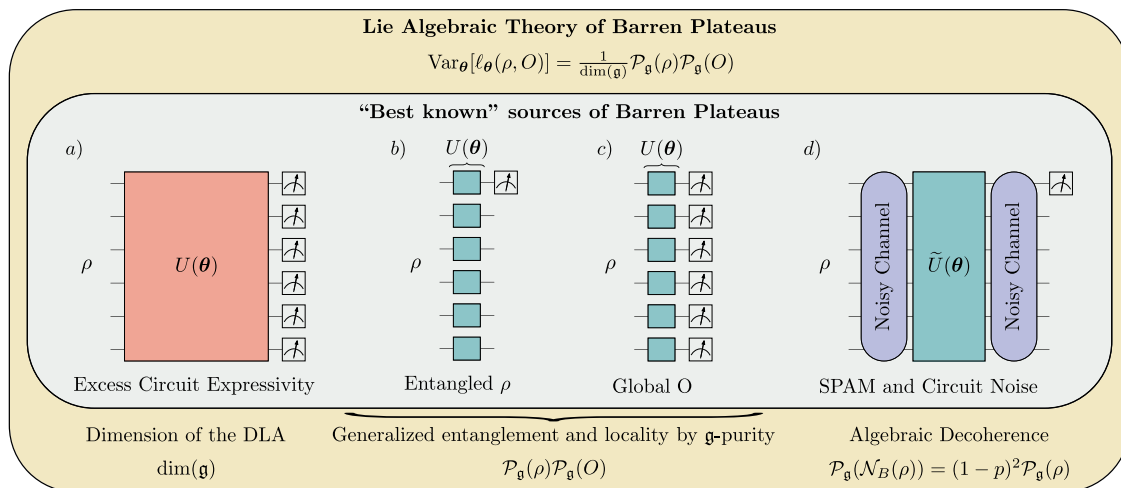 Lie Algebraic Theory of Barren Plateaus
Var_𝜽[ℓ_𝜽(ρ, O)] = 1/dim(𝔤) 𝒫_𝔤(ρ)𝒫_𝔤(O)
“Best known” sources of Barren Plateaus
a)
ρ
U(𝜽)
Excess Circuit Expressivity
b)
U(𝜽)
ρ
Entangled ρ
c)
U(𝜽)
ρ
Global O
d)
ρ
Noisy Channel
Ũ(𝜽)
Noisy Channel
SPAM and Circuit Noise
Dimension of the DLA
dim(𝔤)
Generalized entanglement and locality by 𝔤-purity
𝒫_𝔤(ρ)𝒫_𝔤(O)
Algebraic Decoherence
𝒫_𝔤(𝒩_B(ρ)) = (1 − p)²𝒫_𝔤(ρ)